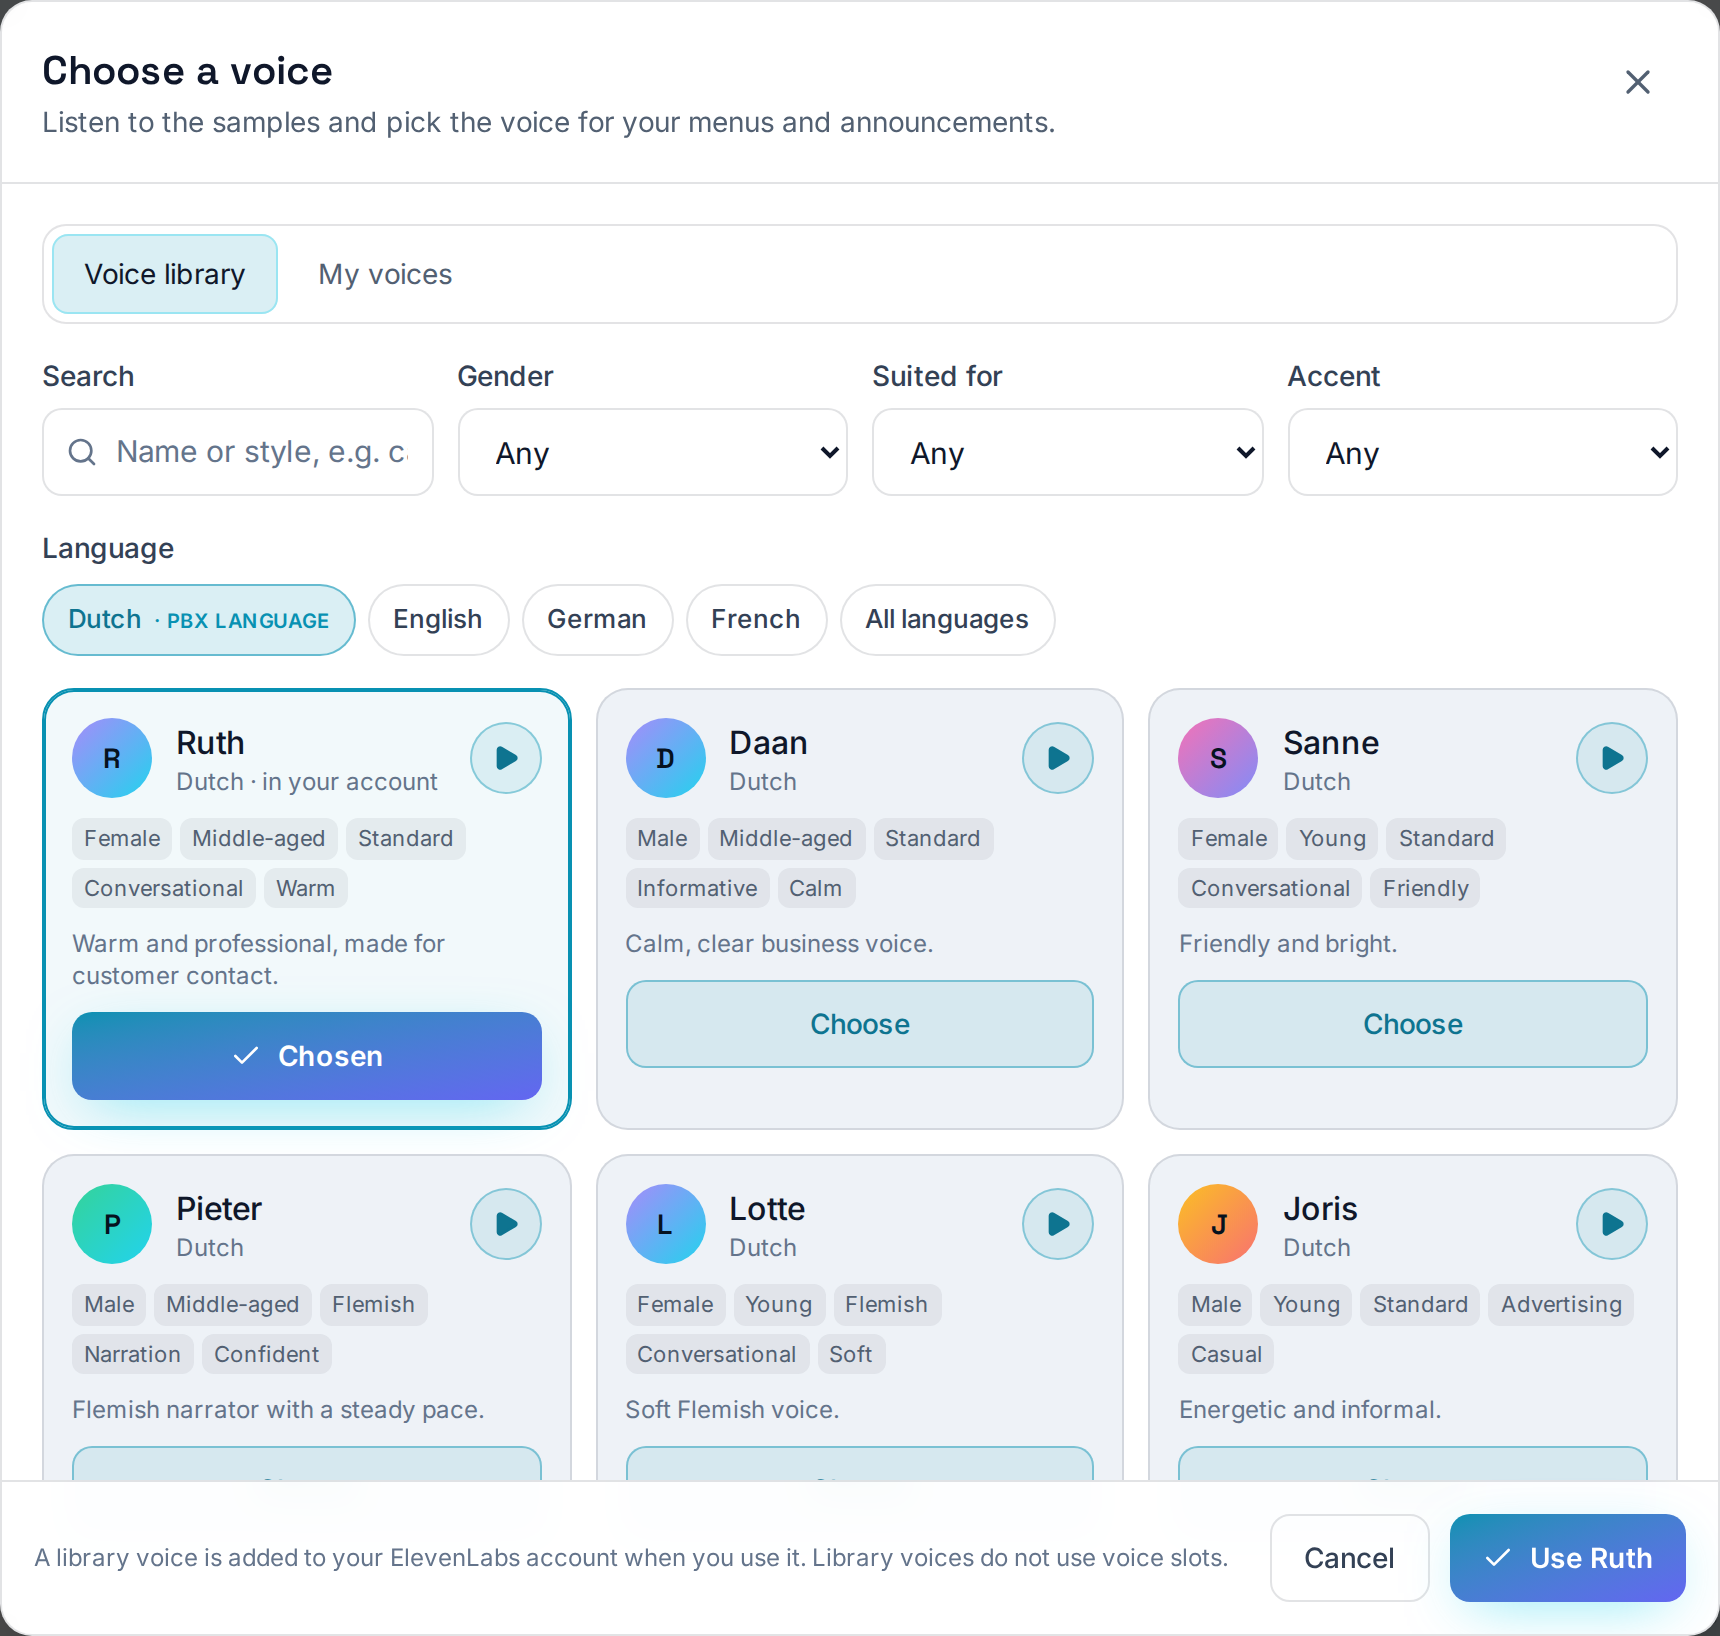 Choose a voice
Listen to the samples and pick the voice for your menus and announcements.
Voice library
My voices
Search
Gender
Suited for
Accent
Name or style, e.g. c
Any
Any
Any
Language
Dutch · PBX LANGUAGE
English
German
French
All languages
R
Ruth
Dutch · in your account
Female
Middle-aged
Standard
Conversational
Warm
Warm and professional, made for
customer contact.
Chosen
D
Daan
Dutch
Male
Middle-aged
Standard
Informative
Calm
Calm, clear business voice.
Choose
S
Sanne
Dutch
Female
Young
Standard
Conversational
Friendly
Friendly and bright.
Choose
P
Pieter
Dutch
Male
Middle-aged
Flemish
Narration
Confident
Flemish narrator with a steady pace.
L
Lotte
Dutch
Female
Young
Flemish
Conversational
Soft
Soft Flemish voice.
J
Joris
Dutch
Male
Young
Standard
Advertising
Casual
Energetic and informal.
A library voice is added to your ElevenLabs account when you use it. Library voices do not use voice slots.
Cancel
Use Ruth